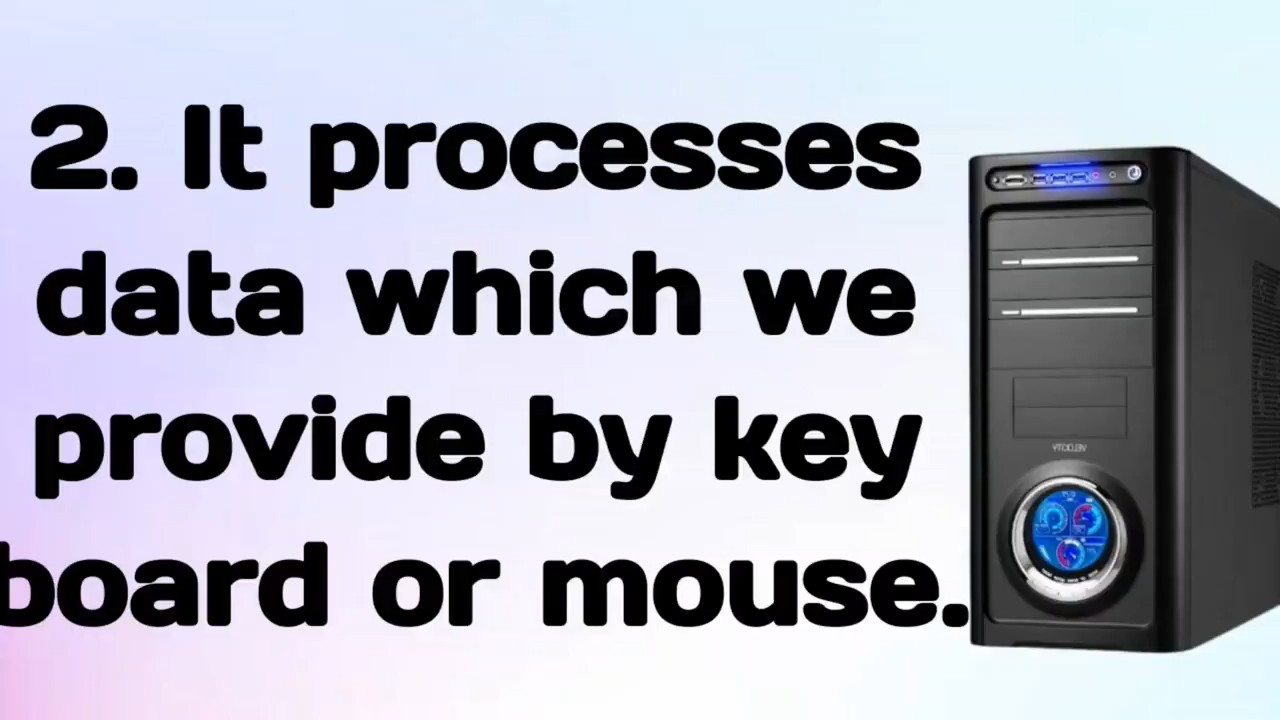 2. It processes
data which we
provide by key
board or mouse.